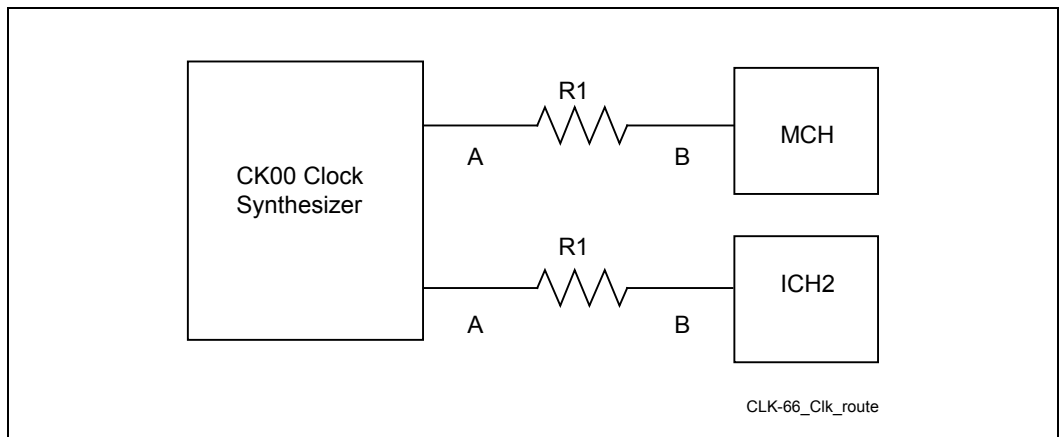 R1
MCH
A
B
CK00 Clock
Synthesizer
R1
ICH2
A
B
CLK-66_Clk_route